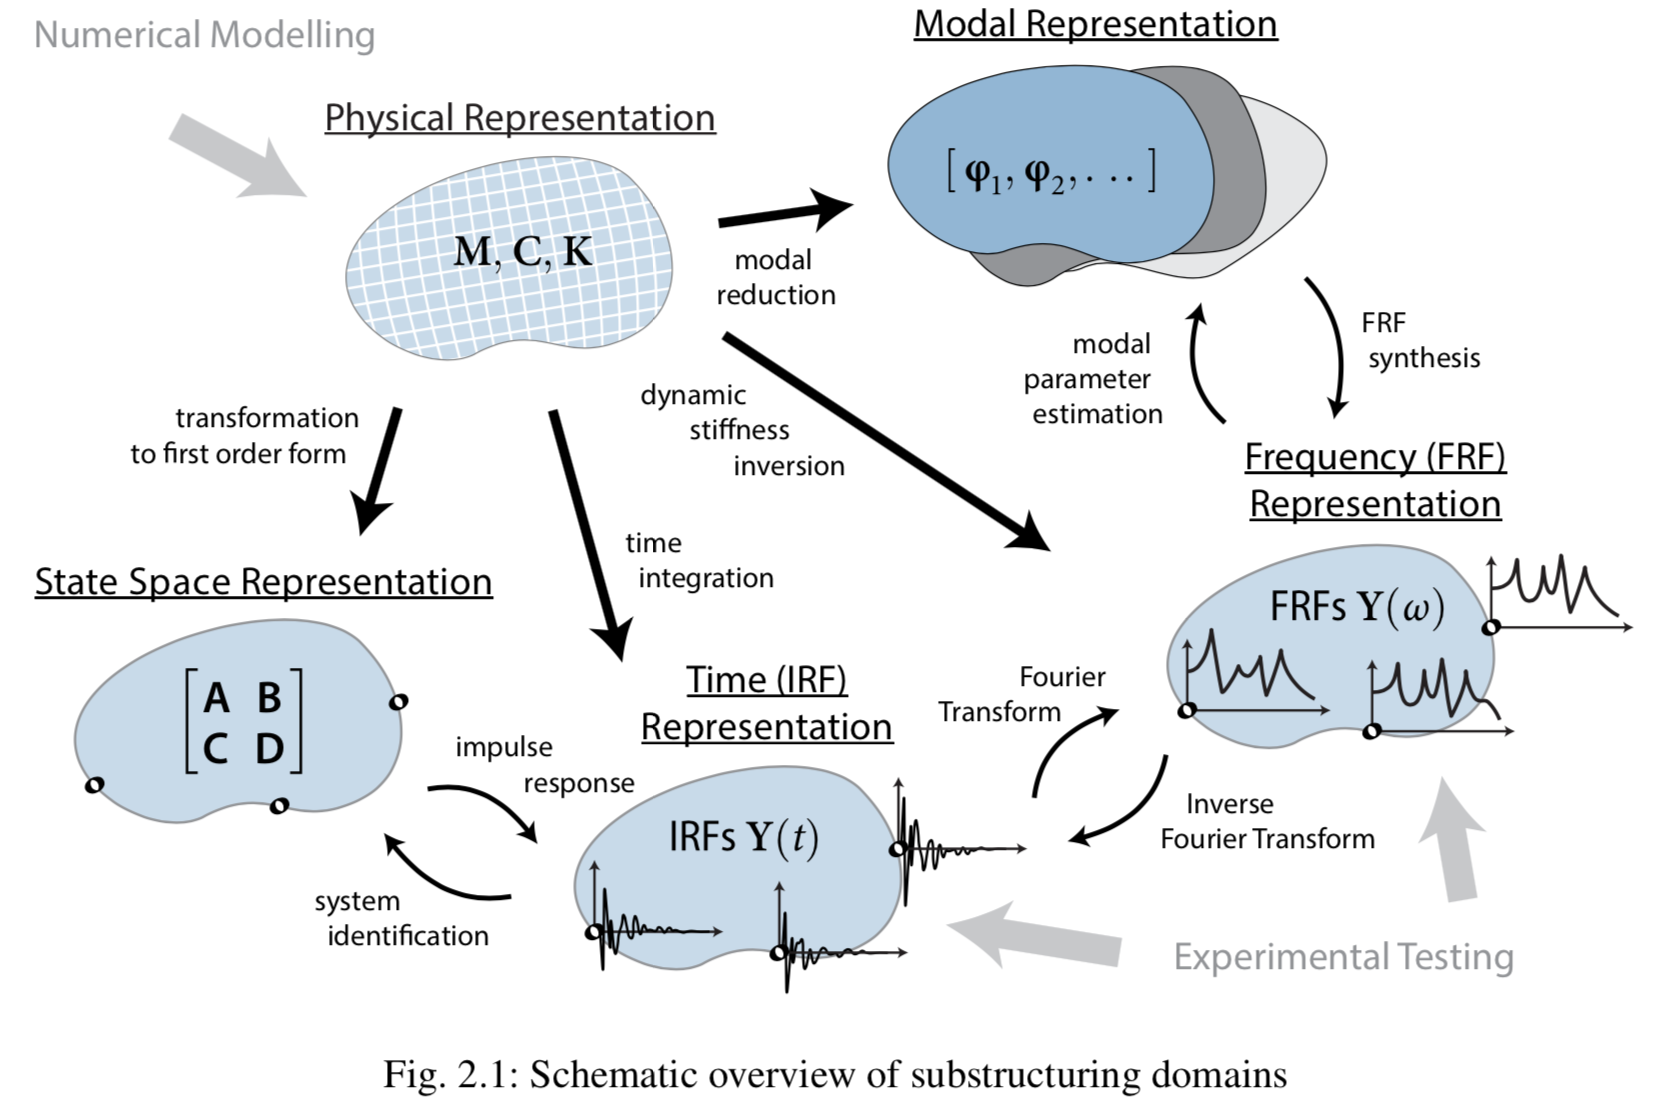 Numerical Modelling
Modal Representation
Physical Representation
[ φ₁, φ₂, . . . ]
M, C, K
modal
reduction
FRF
synthesis
modal
parameter
estimation
dynamic
stiffness
inversion
transformation
to first order form
Frequency (FRF)
Representation
time
integration
State Space Representation
FRFs Y(ω)
Time (IRF)
Representation
Fourier
Transform
A B
C D
impulse
response
Inverse
Fourier Transform
IRFs Y(t)
system
identification
Experimental Testing
Fig. 2.1: Schematic overview of substructuring domains